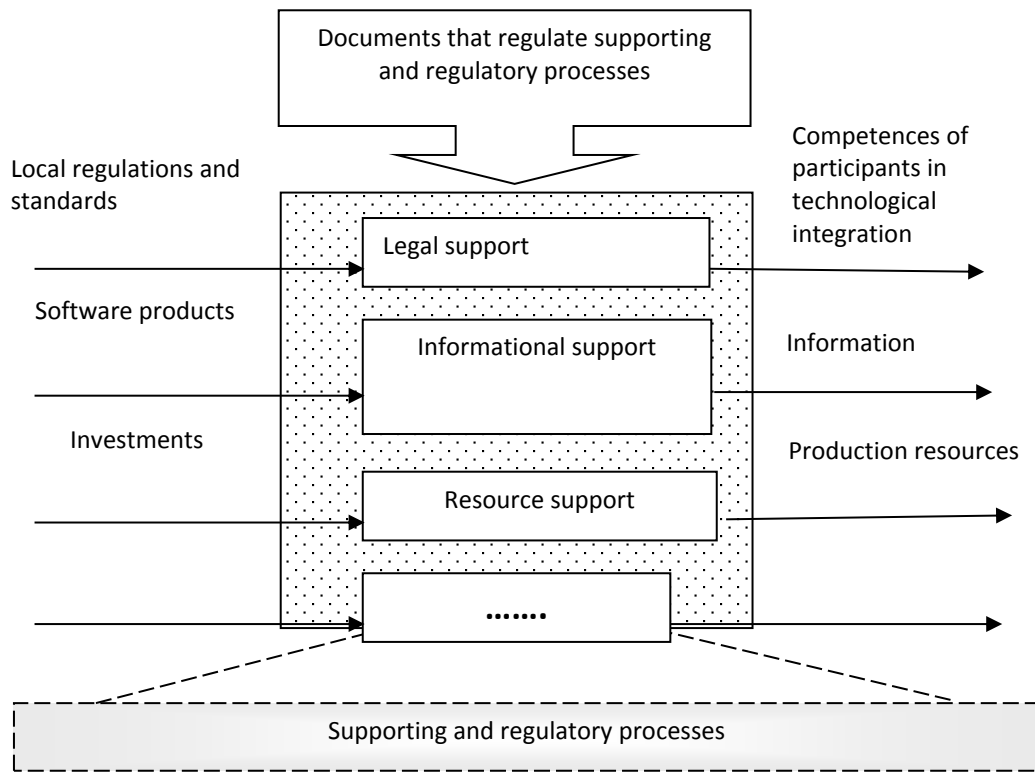 Documents that regulate supporting
and regulatory processes
Local regulations and
standards
Competences of
participants in
technological
integration
Legal support
Software products
Informational support
Information
Investments
Production resources
Resource support
.......
Supporting and regulatory processes